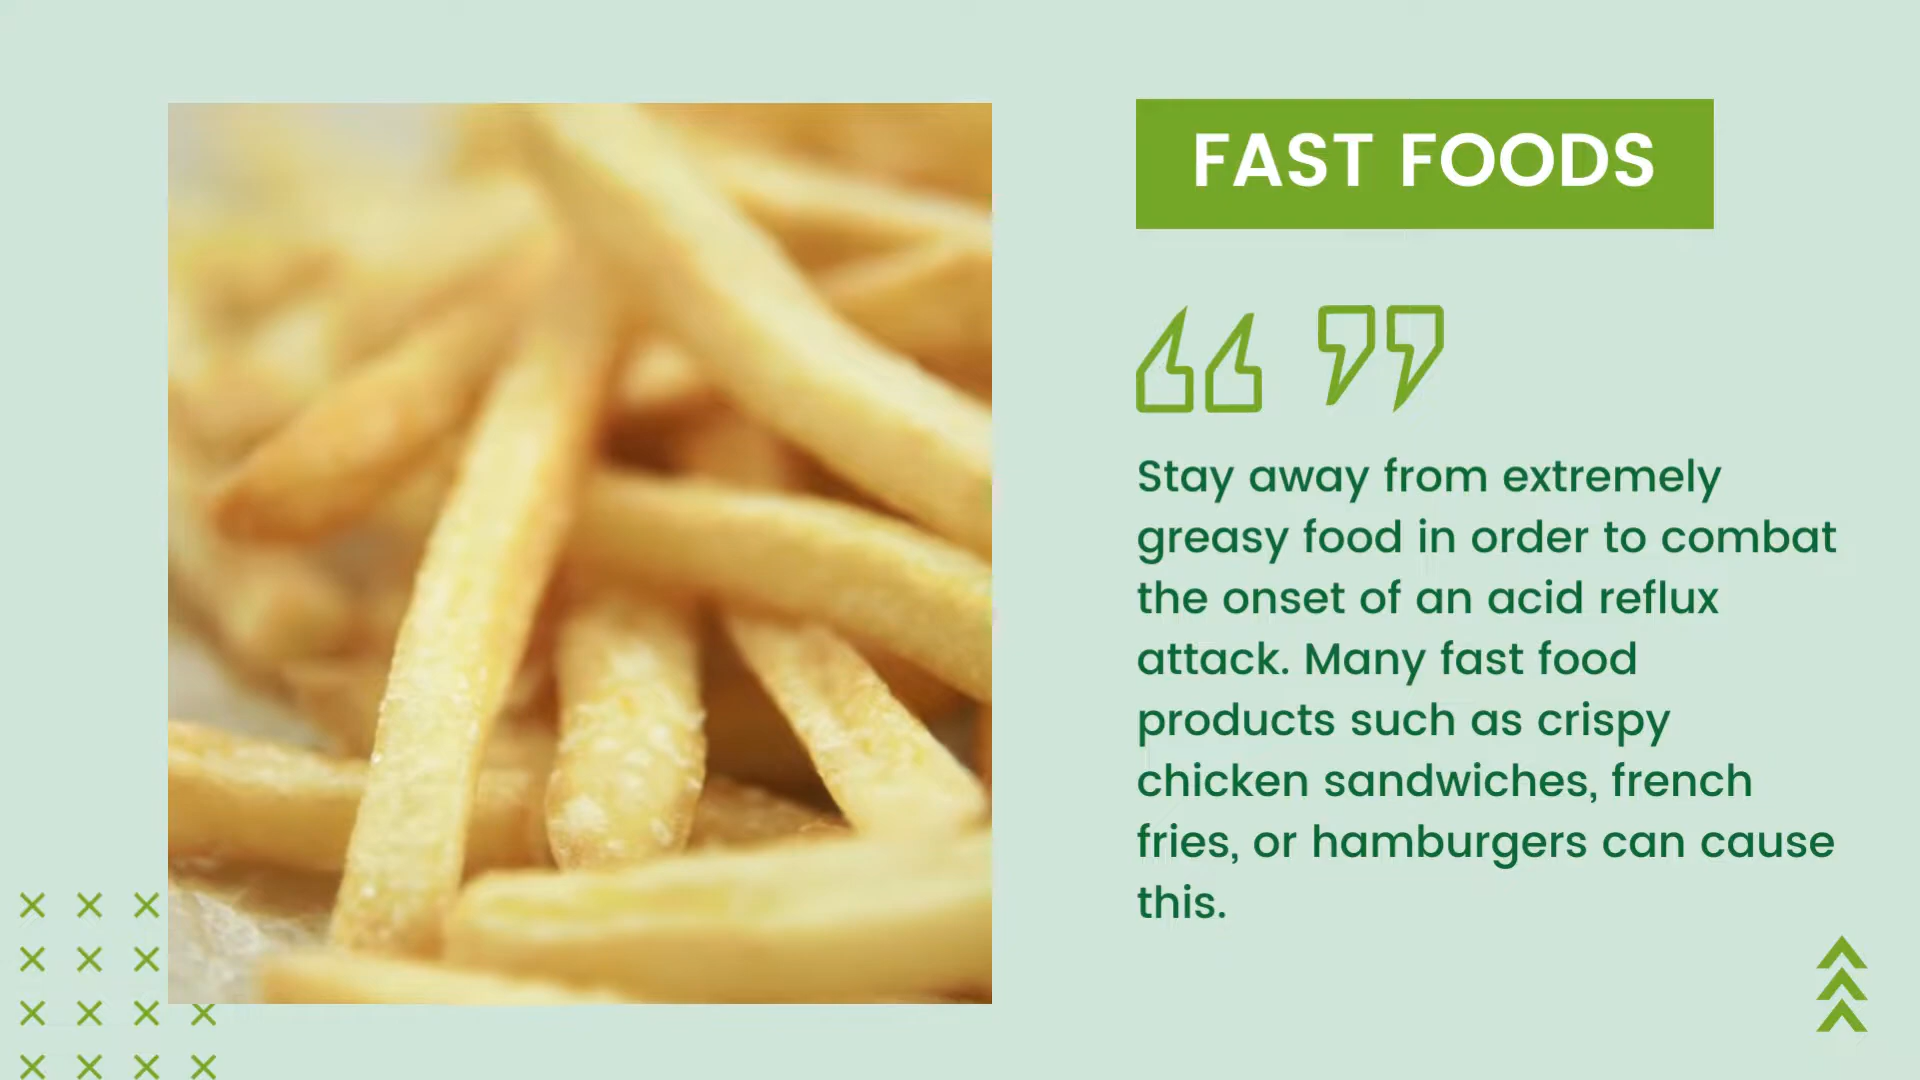 FAST FOODS
Stay away from extremely
greasy food in order to combat
the onset of an acid reflux
attack. Many fast food
products such as crispy
chicken sandwiches, french
fries, or hamburgers can cause
this.